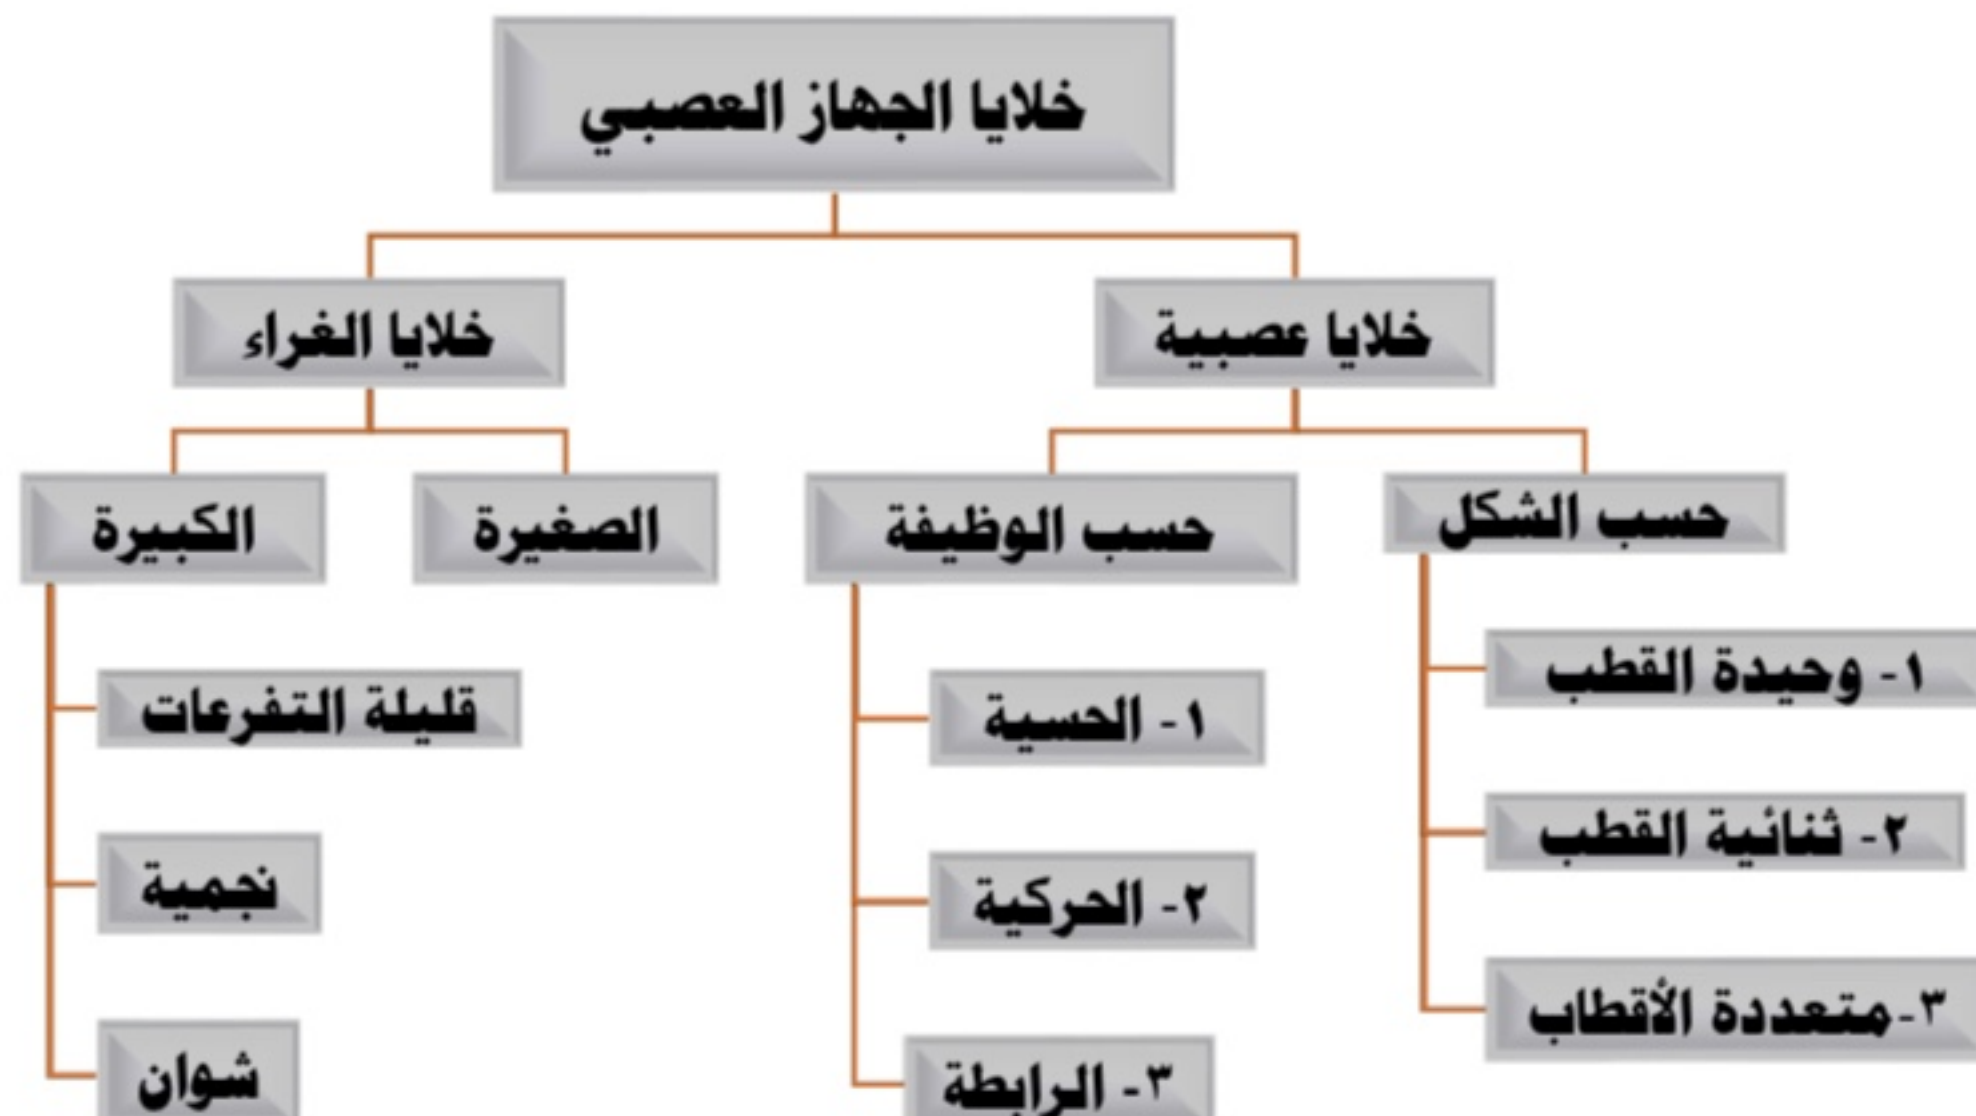 خلايا الجهاز العصبي
خلايا عصبية
خلايا الغراء
حسب الشكل
حسب الوظيفة
الصغيرة
الكبيرة
١- وحيدة القطب
٢- ثنائية القطب
٣-متعددة الأقطاب
١- الحسية
٢- الحركية
٣- الرابطة
قليلة التفرعات
نجمية
شوان